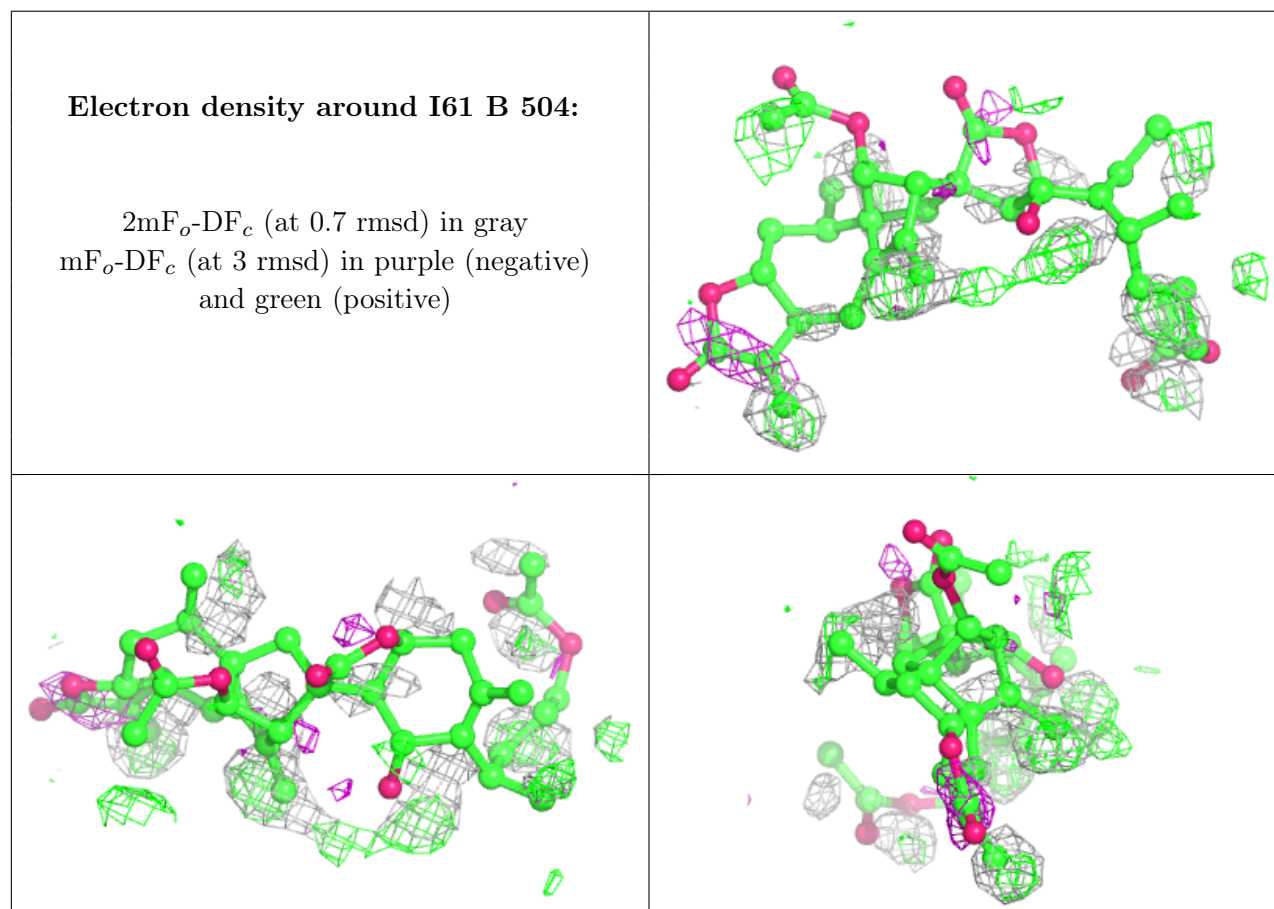 Electron density around I61 B 504:
2mFₒ-DF𝒸 (at 0.7 rmsd) in gray
mFₒ-DF𝒸 (at 3 rmsd) in purple (negative)
and green (positive)